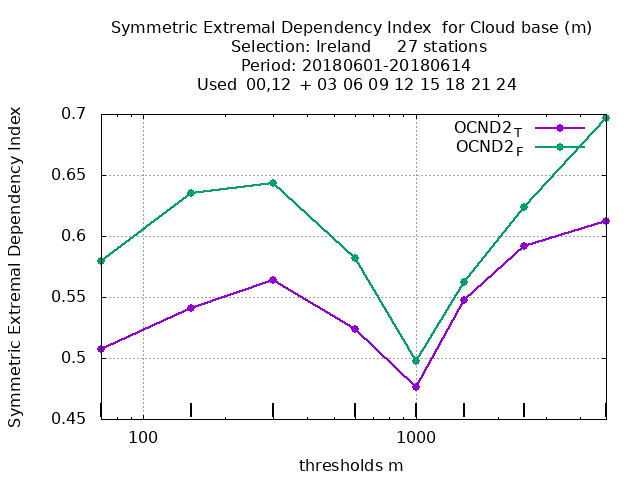 Symmetric Extremal Dependency Index for Cloud base (m)
Selection: Ireland 27 stations
Period: 20180601-20180614
Used 00,12 + 03 06 09 12 15 18 21 24
Symmetric Extremal Dependency Index
0.7
0.65
0.6
0.55
0.5
0.45
OCND2T
OCND2F
100
1000
thresholds m